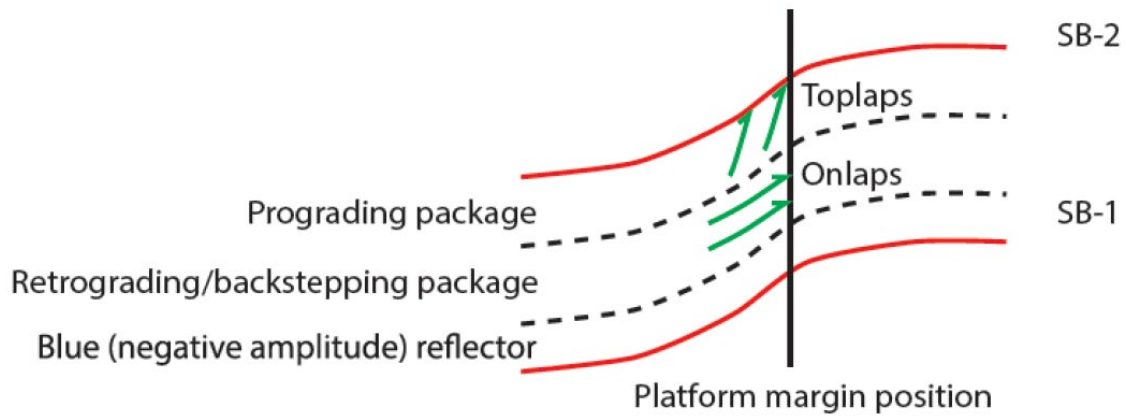 SB-2
Toplaps
Onlaps
Prograding package
SB-1
Retrograding/backstepping package
Blue (negative amplitude) reflector
Platform margin position